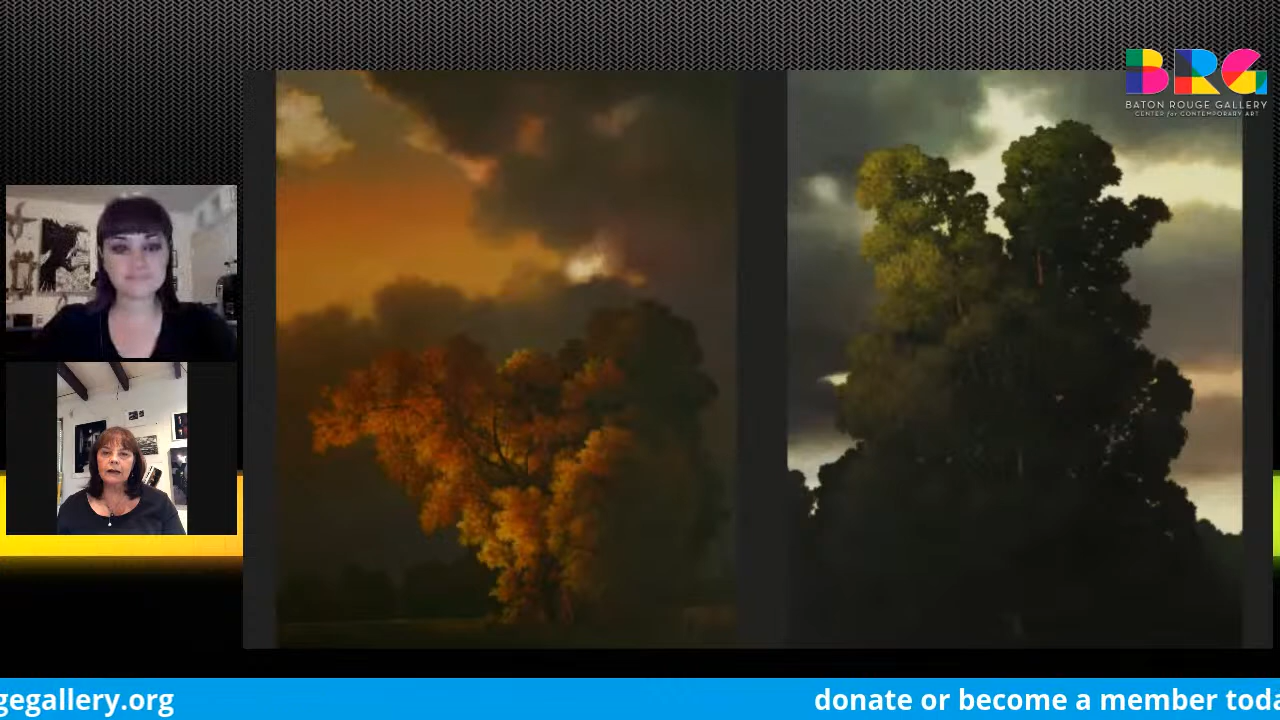 BRG
BATON ROUGE GALLERY
CENTER for CONTEMPORARY ART
gegallery.org
donate or become a member toda